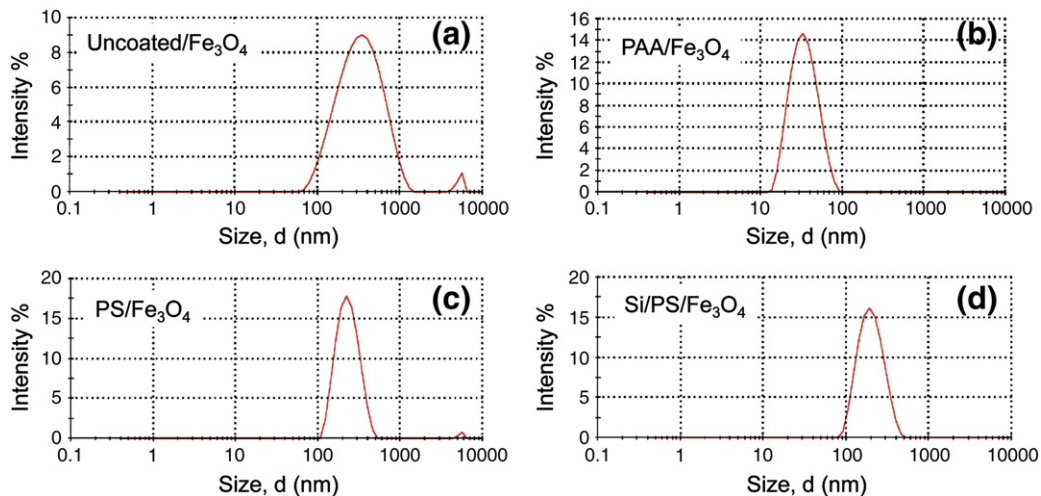 Uncoated/Fe3O4
(a)
Intensity %
10
8
6
4
2
0
0.1 1 10 100 1000 10000
Size, d (nm)
PAA/Fe3O4
(b)
Intensity %
16
14
12
10
8
6
4
2
0
0.1 1 10 100 1000 10000
Size, d (nm)
PS/Fe3O4
(c)
Intensity %
20
15
10
5
0
0.1 1 10 100 1000 10000
Size, d (nm)
Si/PS/Fe3O4
(d)
Intensity %
20
15
10
5
0
0.1 1 10 100 1000 10000
Size, d (nm)